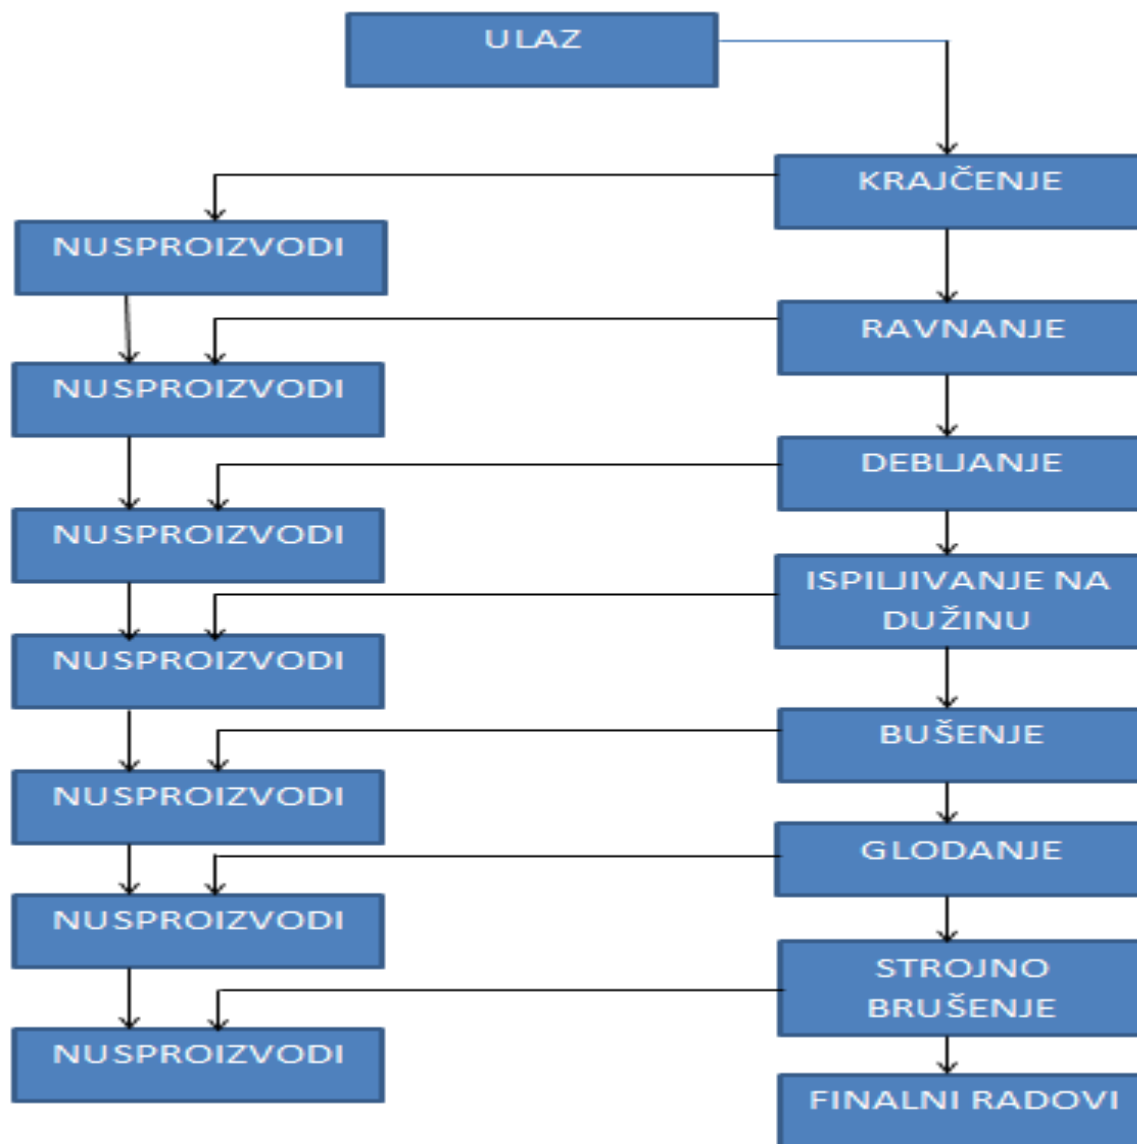 ULAZ
KRAJČENJE
NUSPROIZVODI
RAVNANJE
NUSPROIZVODI
DEBLJANJE
NUSPROIZVODI
ISPILJIVANJE NA
DUŽINU
NUSPROIZVODI
BUŠENJE
NUSPROIZVODI
GLODANJE
NUSPROIZVODI
STROJNO
BRUŠENJE
NUSPROIZVODI
FINALNI RADOVI